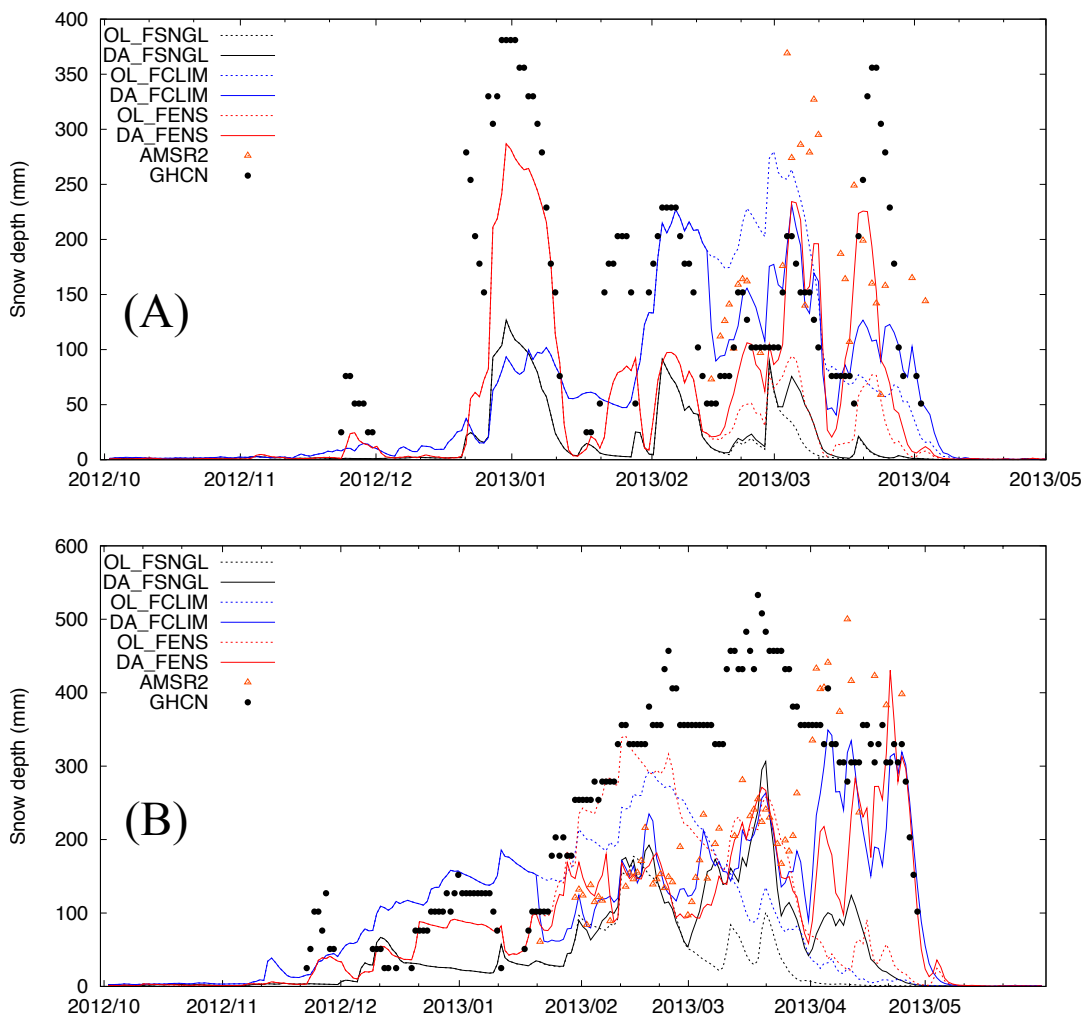 400
350
300
250
200
150
100
50
0
Snow depth (mm)
OL_FSNGL
DA_FSNGL
OL_FCLIM
DA_FCLIM
OL_FENS
DA_FENS
AMSR2
GHCN
(A)
2012/10 2012/11 2012/12 2013/01 2013/02 2013/03 2013/04 2013/05
600
500
400
300
200
100
0
Snow depth (mm)
OL_FSNGL
DA_FSNGL
OL_FCLIM
DA_FCLIM
OL_FENS
DA_FENS
AMSR2
GHCN
(B)
2012/10 2012/11 2012/12 2013/01 2013/02 2013/03 2013/04 2013/05